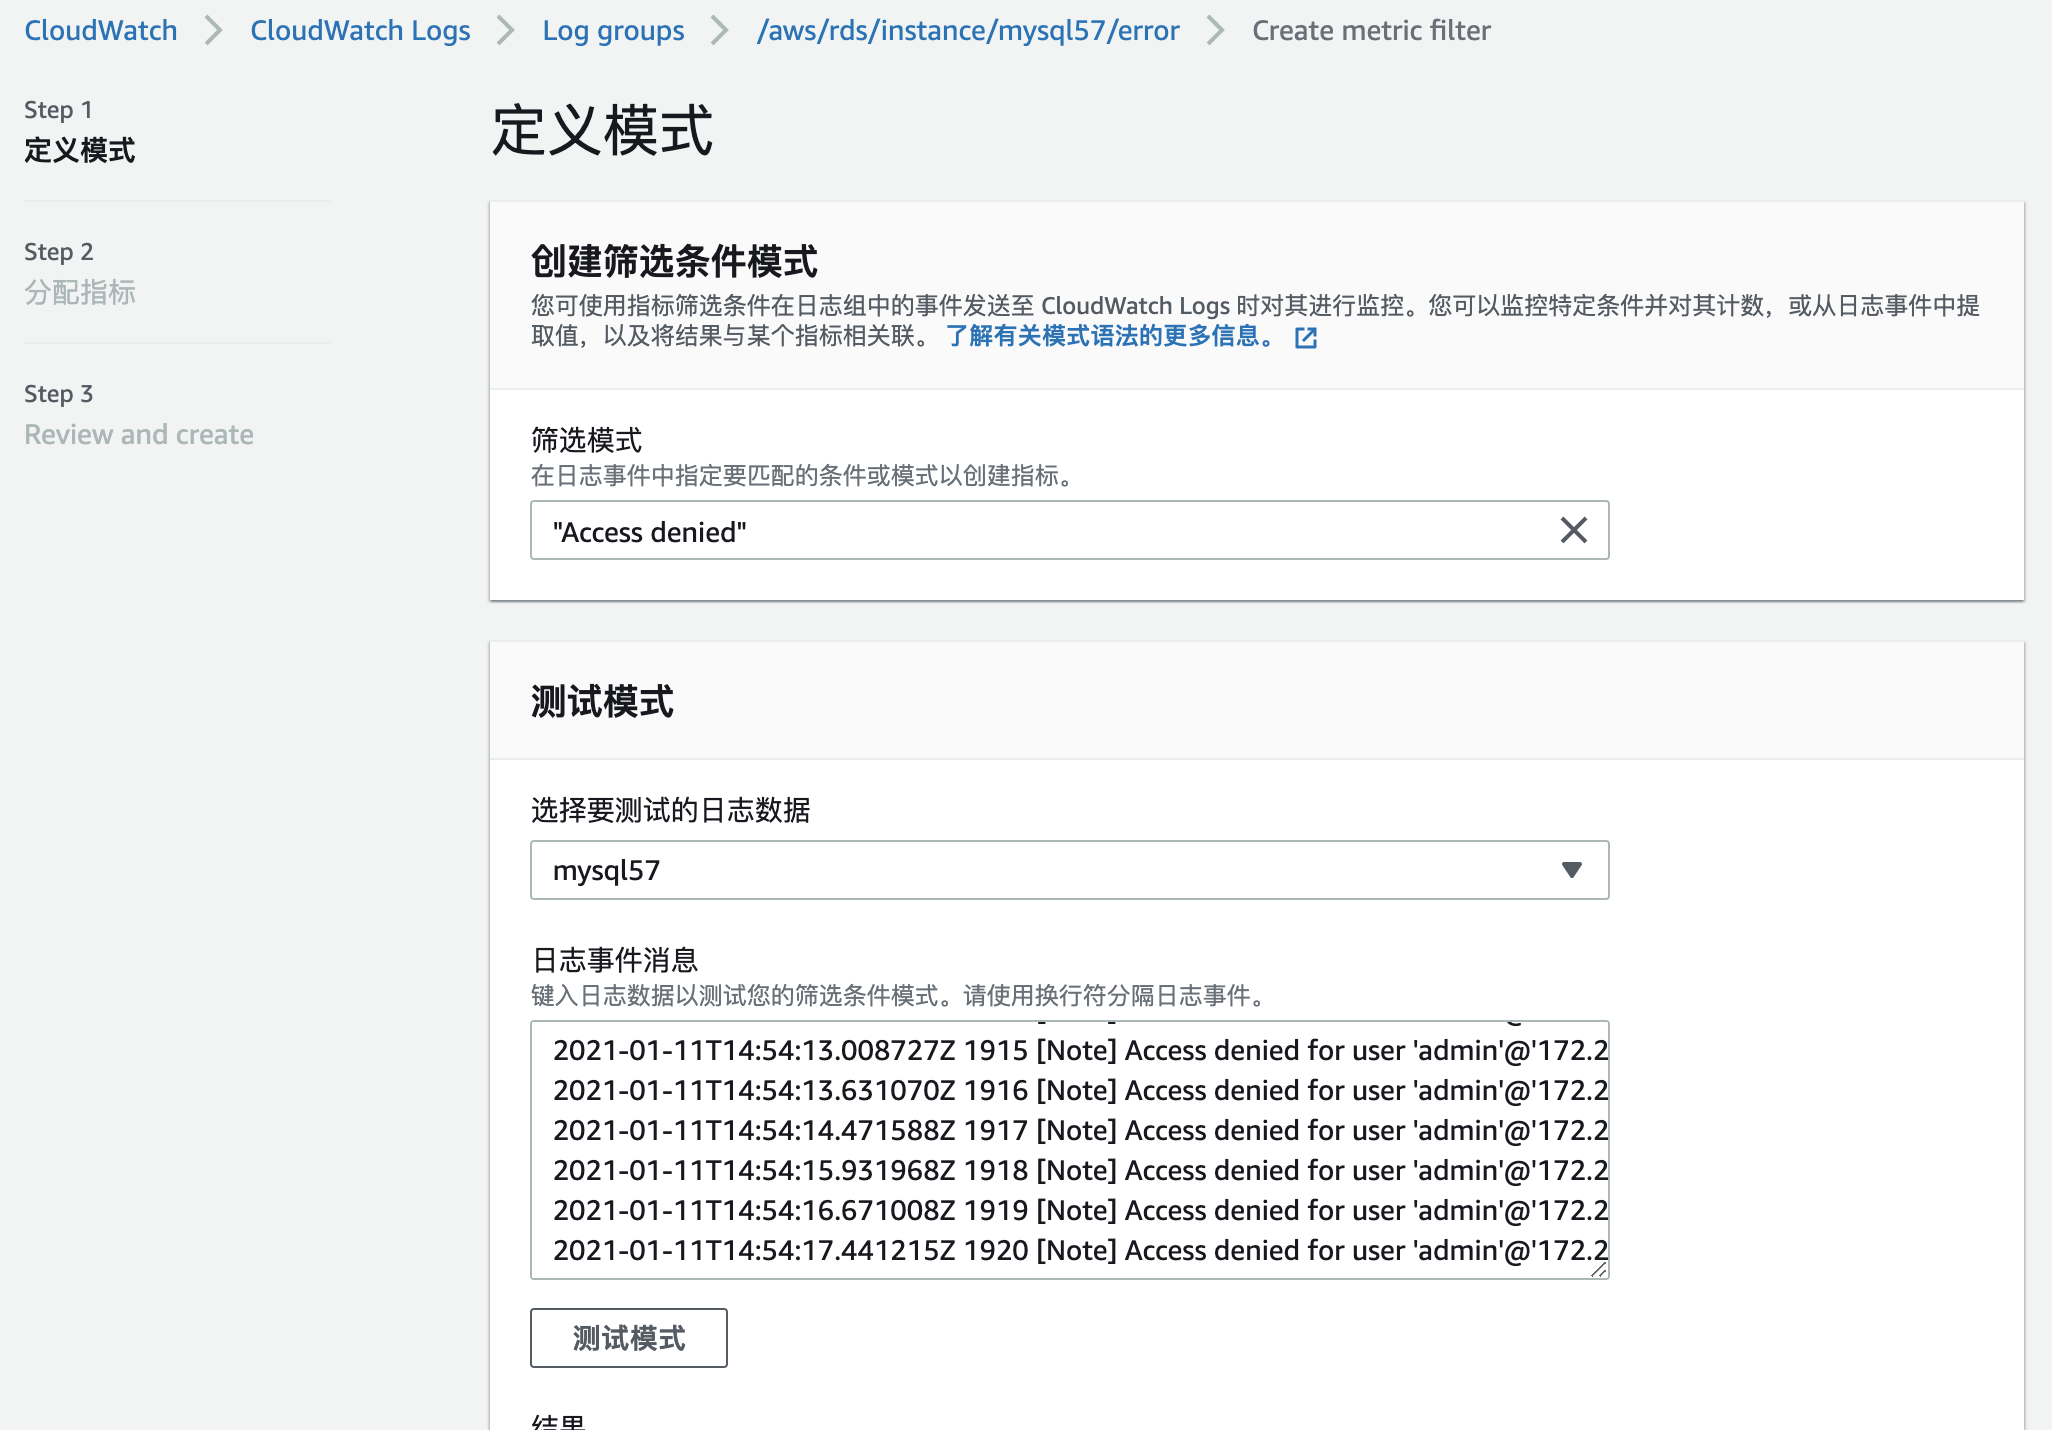 CloudWatch > CloudWatch Logs > Log groups > /aws/rds/instance/mysql57/error > Create metric filter
Step 1
定义模式
Step 2
分配指标
Step 3
Review and create
定义模式
创建筛选条件模式
您可使用指标筛选条件在日志组中的事件发送至 CloudWatch Logs 时对其进行监控。您可以监控特定条件并对其计数，或从日志事件中提
取值，以及将结果与某个指标相关联。 了解有关模式语法的更多信息。
筛选模式
在日志事件中指定要匹配的条件或模式以创建指标。
"Access denied"
测试模式
选择要测试的日志数据
mysql57
日志事件消息
键入日志数据以测试您的筛选条件模式。请使用换行符分隔日志事件。
2021-01-11T14:54:13.008727Z 1915 [Note] Access denied for user 'admin'@'172.2
2021-01-11T14:54:13.631070Z 1916 [Note] Access denied for user 'admin'@'172.2
2021-01-11T14:54:14.471588Z 1917 [Note] Access denied for user 'admin'@'172.2
2021-01-11T14:54:15.931968Z 1918 [Note] Access denied for user 'admin'@'172.2
2021-01-11T14:54:16.671008Z 1919 [Note] Access denied for user 'admin'@'172.2
2021-01-11T14:54:17.441215Z 1920 [Note] Access denied for user 'admin'@'172.2
测试模式
结果